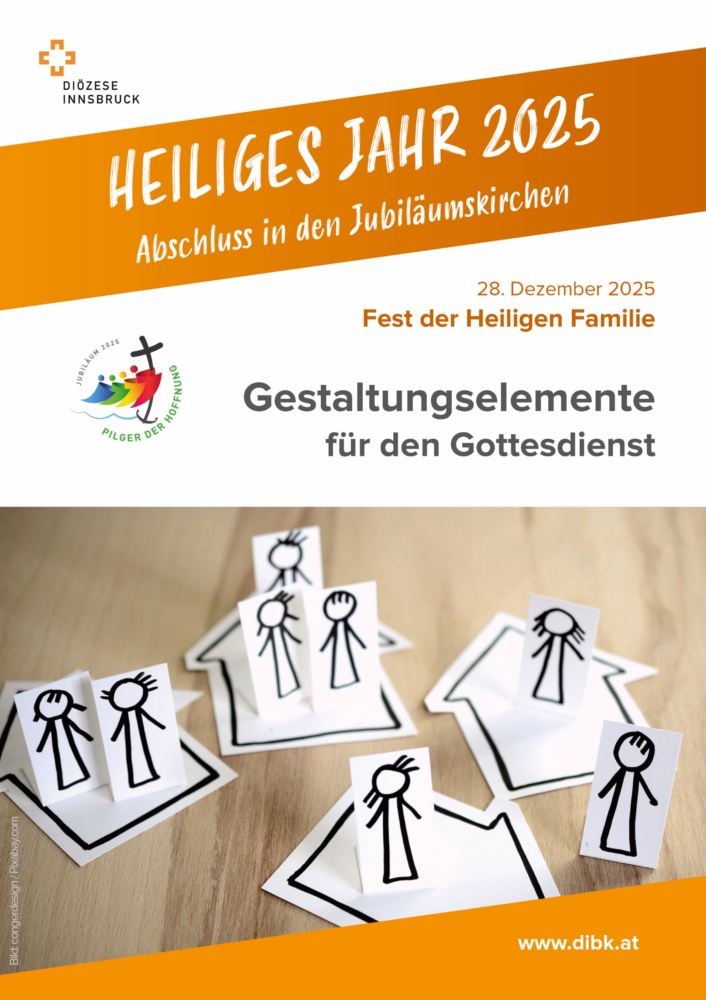 DIÖZESE
INNSBRUCK
HEILIGES JAHR 2025
Abschluss in den Jubiläumskirchen
28. Dezember 2025
Fest der Heiligen Familie
JUBILÄUM 2025
PILGER DER HOFFNUNG
Gestaltungselemente
für den Gottesdienst
Bild: congerdesign / Pixabay.com
www.dibk.at